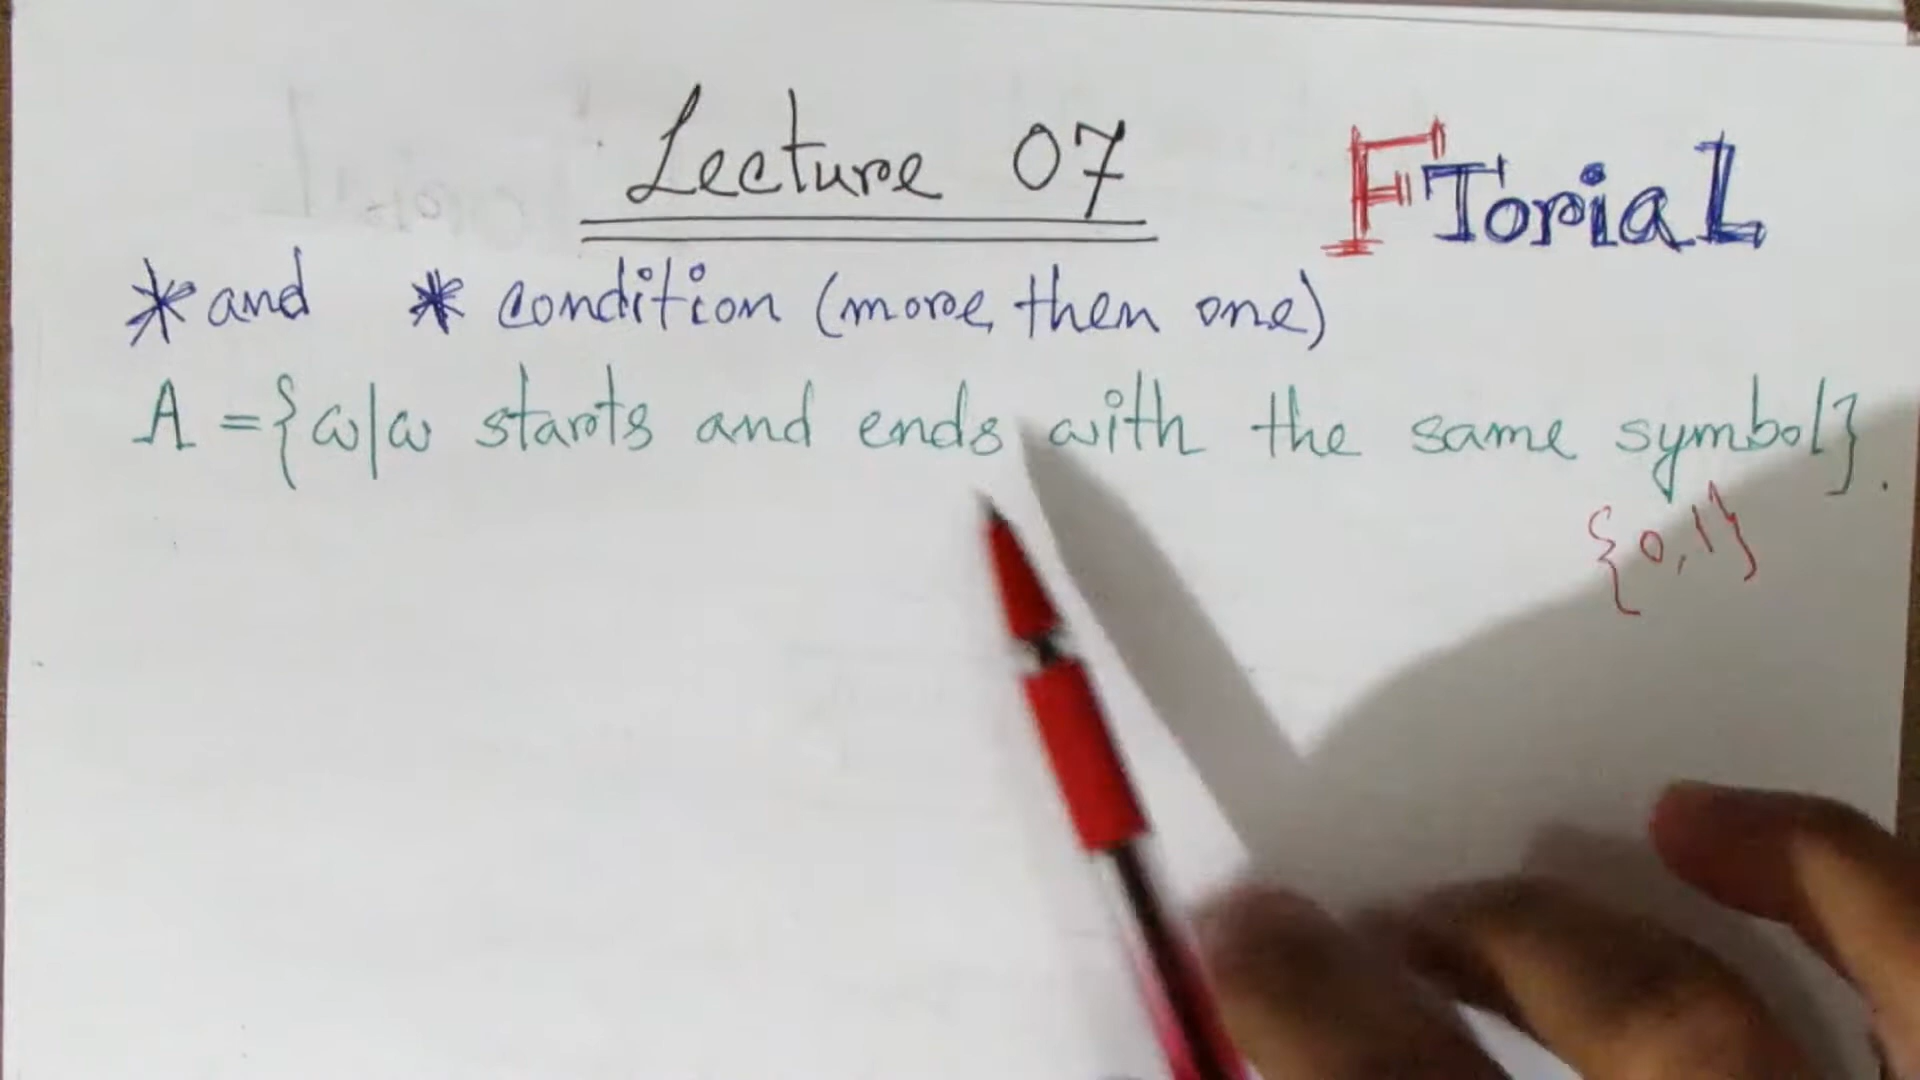 Lecture 07
FTorial
* and * condition (more then one)
A = {ω|ω starts and ends with the same symbol}.
{0,1}